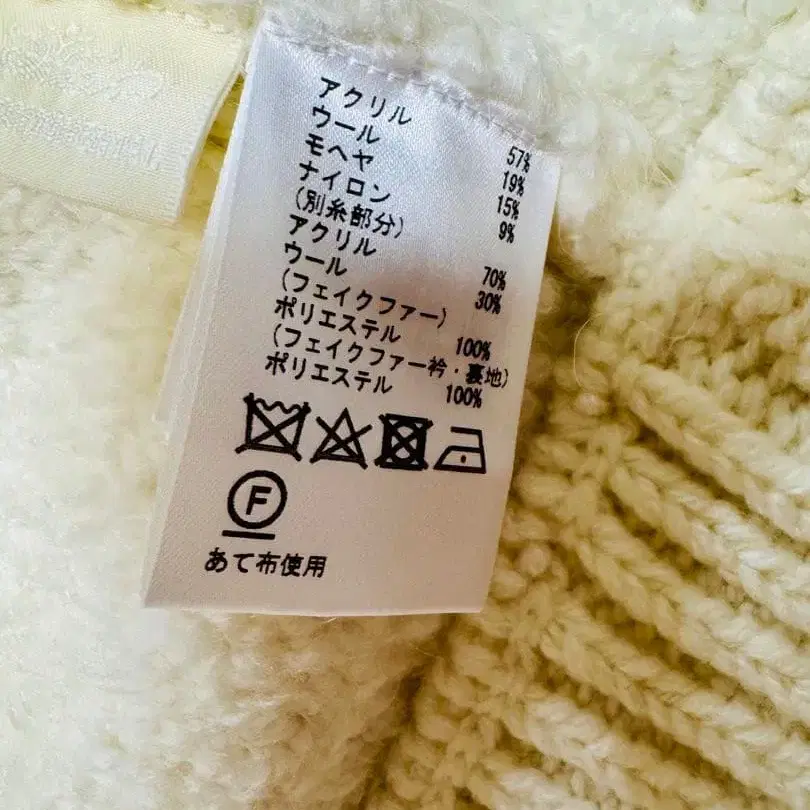 アクリル 57%
ウール 19%
モヘヤ 15%
ナイロン 9%
(別糸部分)
アクリル 70%
ウール 30%
(フェイクファー)
ポリエステル 100%
(フェイクファー衿・裏地)
ポリエステル 100%
F
あて布使用